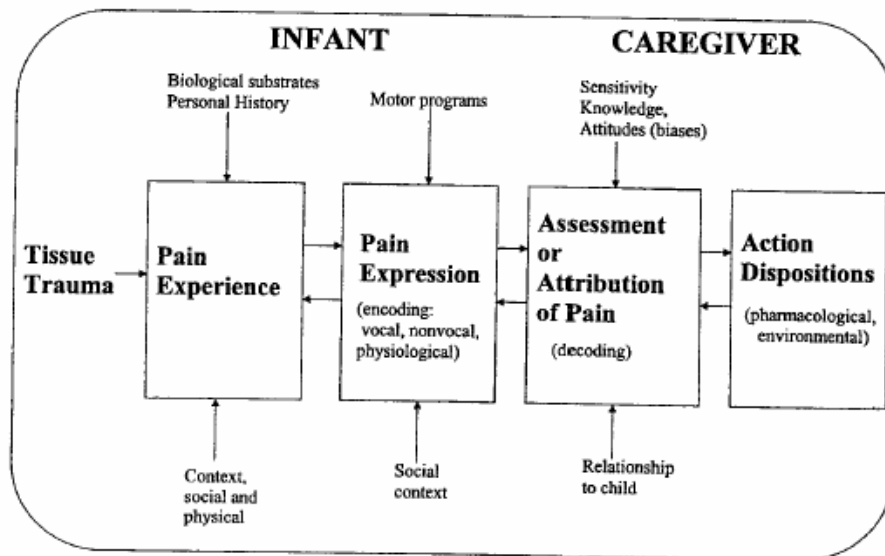 INFANT
CAREGIVER
Biological substrates
Personal History
Motor programs
Sensitivity
Knowledge,
Attitudes (biases)
Tissue
Trauma
Pain
Experience
Pain
Expression
(encoding:
vocal, nonvocal,
physiological)
Assessment
or
Attribution
of Pain
(decoding)
Action
Dispositions
(pharmacological,
environmental)
Context,
social and
physical
Social
context
Relationship
to child